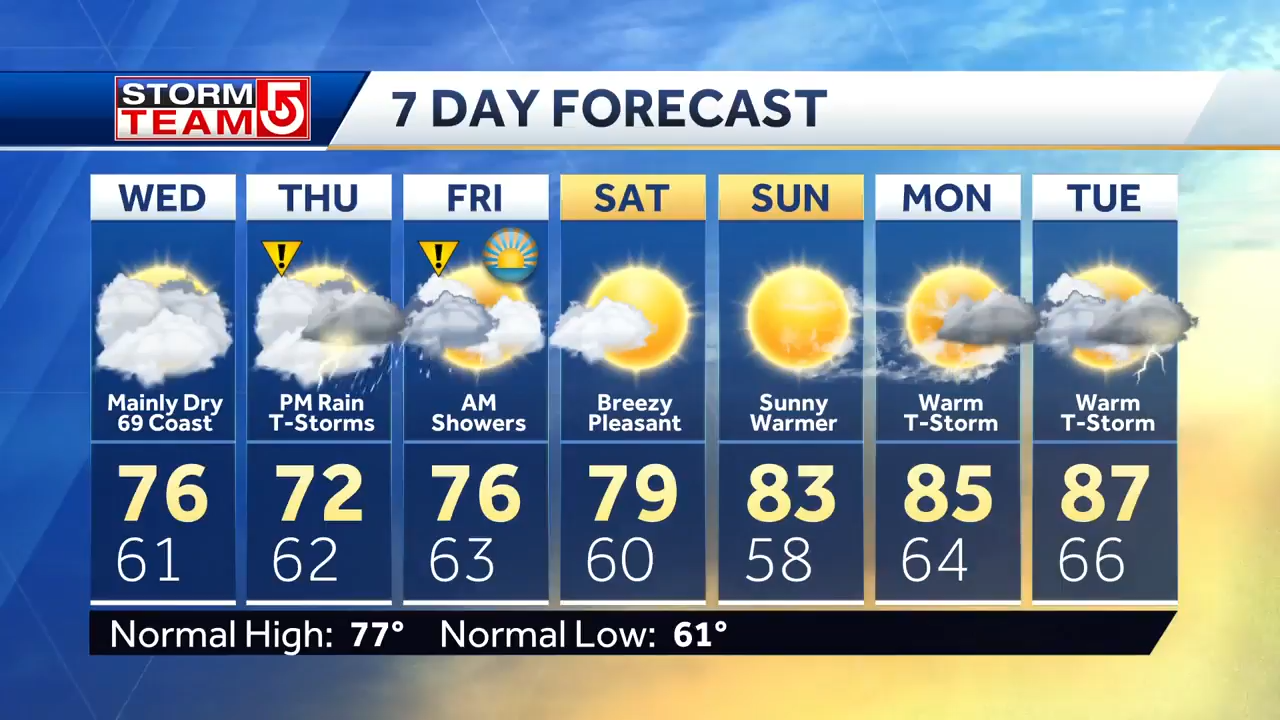 STORM
TEAM 5
7 DAY FORECAST
WED THU FRI SAT SUN MON TUE
! !
Mainly Dry PM Rain AM Breezy Sunny Warm Warm
69 Coast T-Storms Showers Pleasant Warmer T-Storm T-Storm
76 72 76 79 83 85 87
61 62 63 60 58 64 66
Normal High: 77° Normal Low: 61°